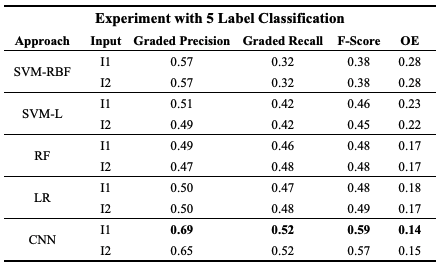 Experiment with 5 Label Classification
Approach Input Graded Precision Graded Recall F-Score OE
SVM-RBF I1 0.57 0.32 0.38 0.28
I2 0.57 0.32 0.38 0.28
SVM-L I1 0.51 0.42 0.46 0.23
I2 0.49 0.42 0.45 0.22
RF I1 0.49 0.46 0.48 0.17
I2 0.47 0.48 0.48 0.17
LR I1 0.50 0.47 0.48 0.18
I2 0.50 0.48 0.49 0.17
CNN I1 0.69 0.52 0.59 0.14
I2 0.65 0.52 0.57 0.15